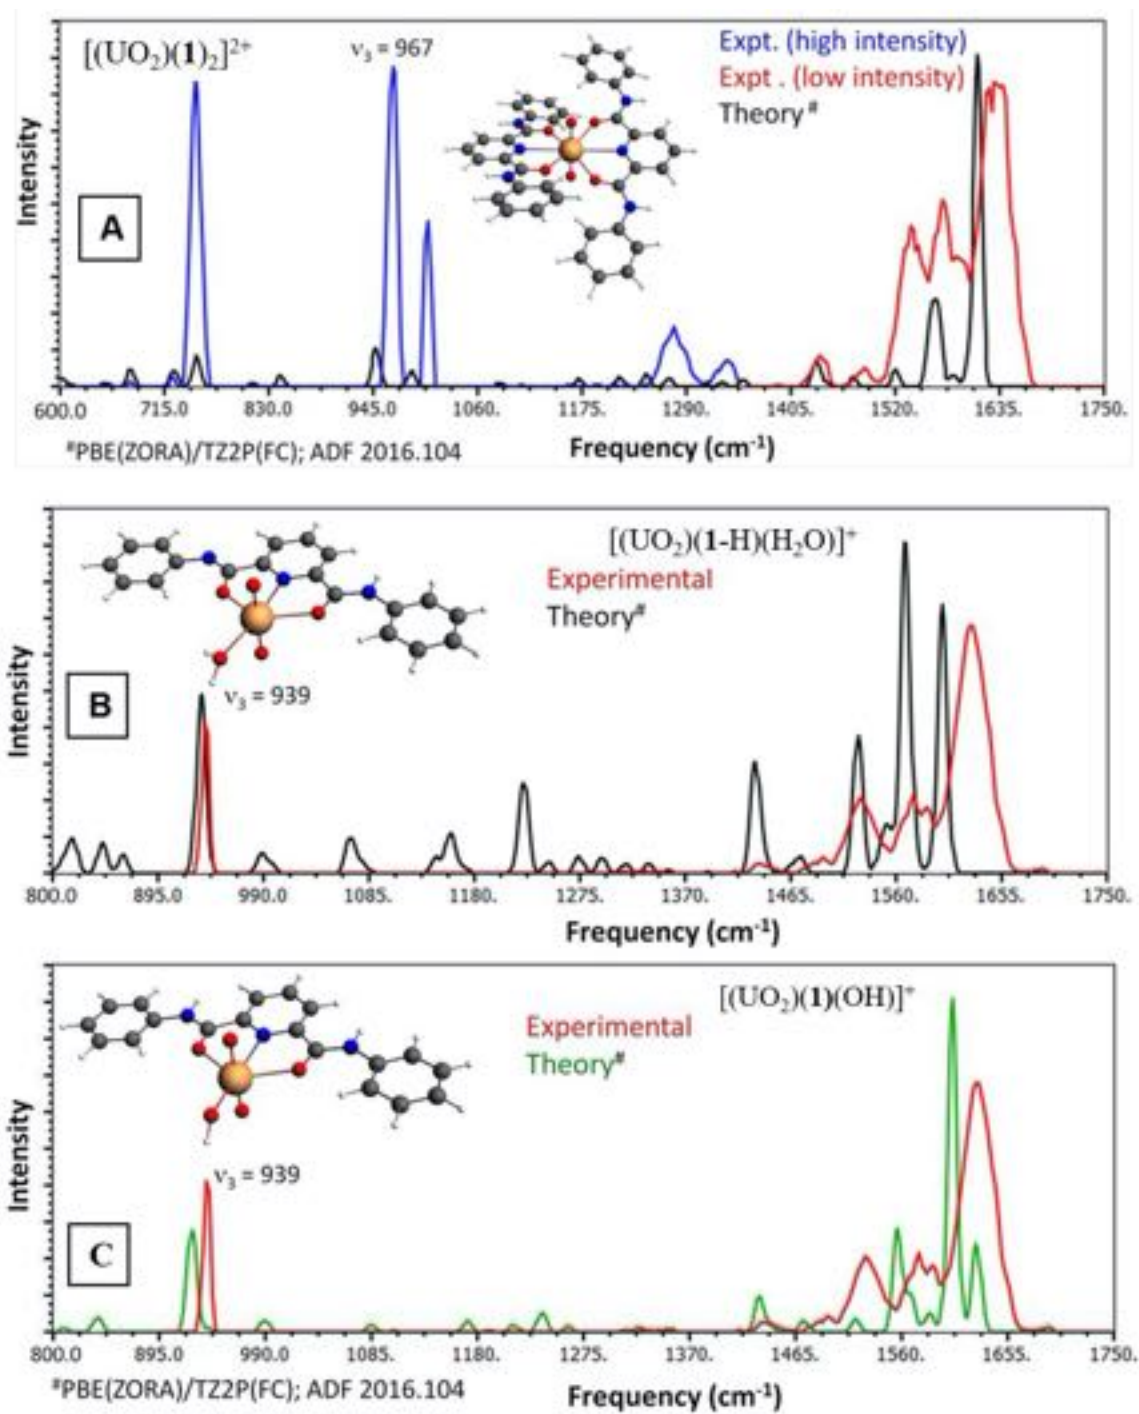 [(UO₂)(1)₂]²⁺
ν₃ = 967
Expt. (high intensity)
Expt . (low intensity)
Theory #
Intensity
A
600.0 715.0 830.0 945.0 1060. 1175. 1290. 1405. 1520. 1635. 1750.
#PBE(ZORA)/TZ2P(FC); ADF 2016.104
Frequency (cm⁻¹)
[(UO₂)(1-H)(H₂O)]⁺
Experimental
Theory#
ν₃ = 939
Intensity
B
800.0 895.0 990.0 1085. 1180. 1275. 1370. 1465. 1560. 1655. 1750.
Frequency (cm⁻¹)
[(UO₂)(1)(OH)]⁺
Experimental
Theory#
ν₃ = 939
Intensity
C
800.0 895.0 990.0 1085. 1180. 1275. 1370. 1465. 1560. 1655. 1750.
#PBE(ZORA)/TZ2P(FC); ADF 2016.104
Frequency (cm⁻¹)